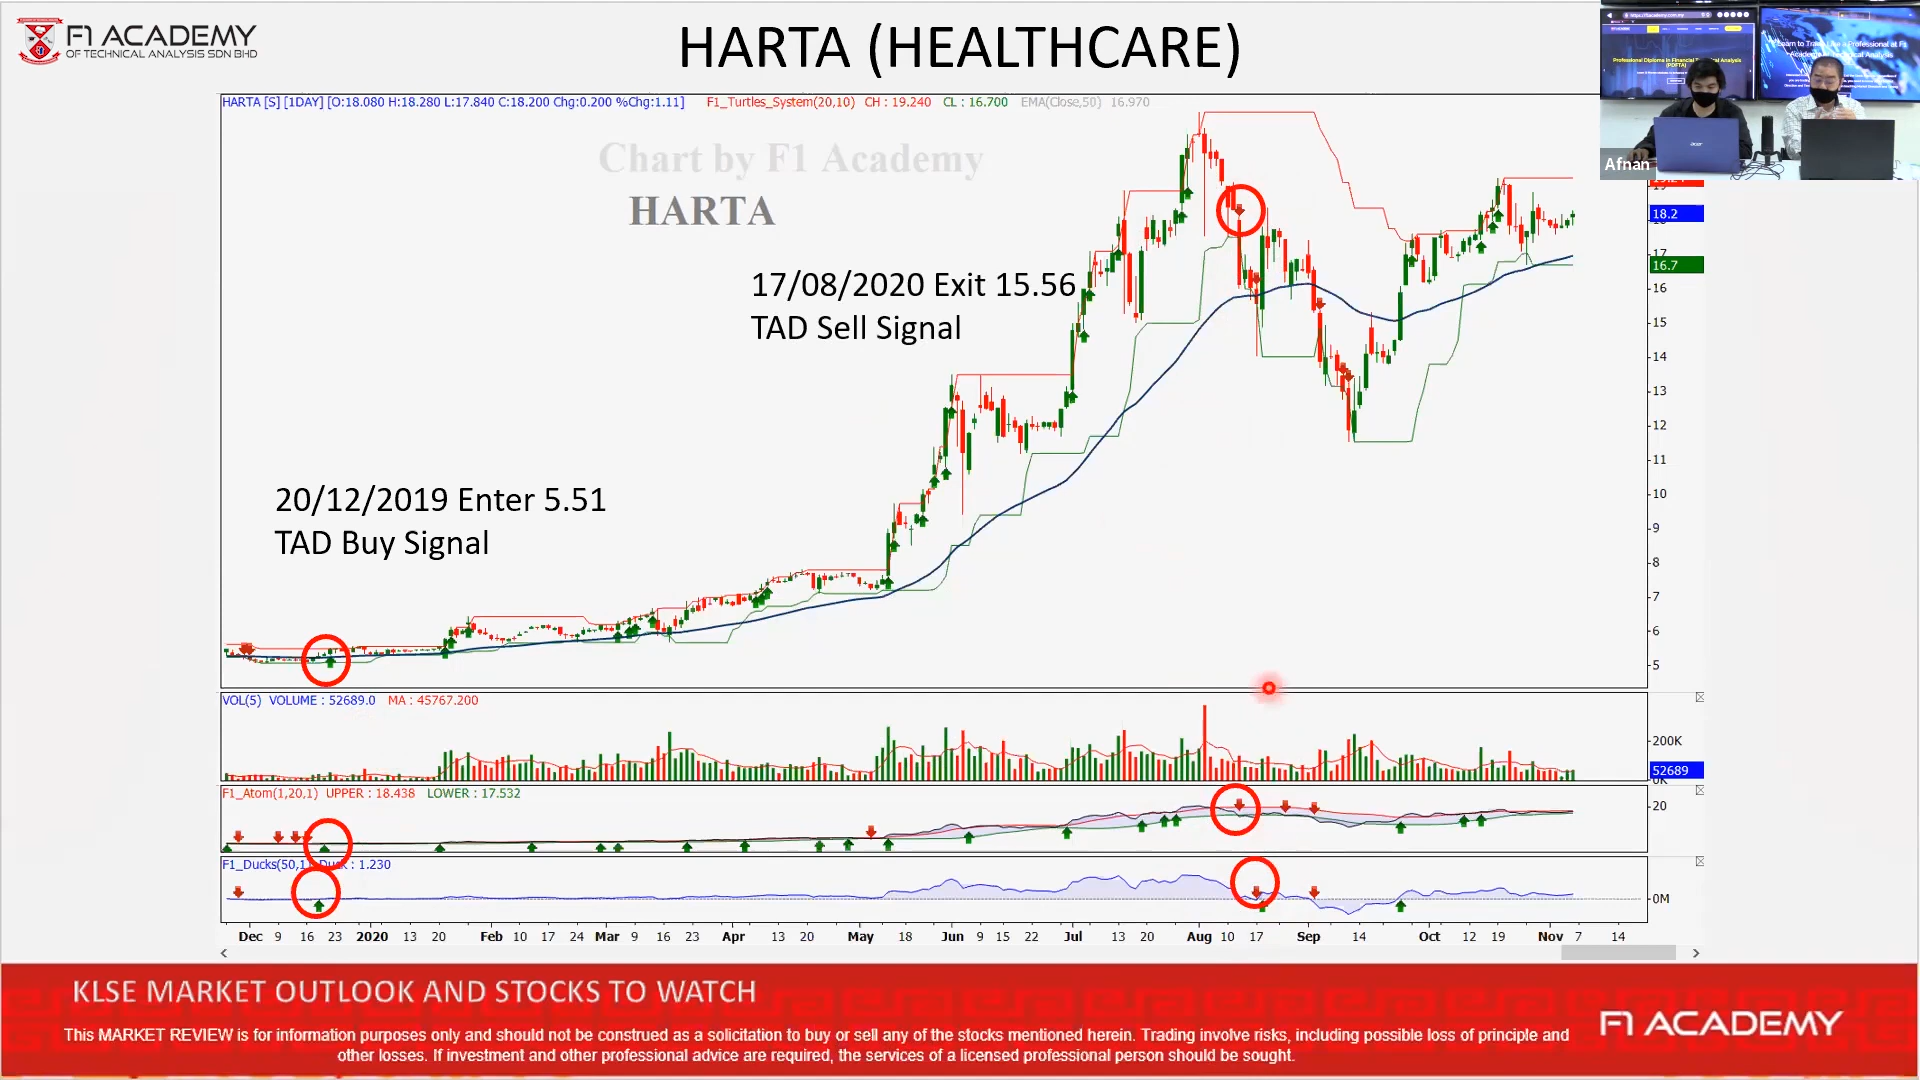 F1 ACADEMY
OF TECHNICAL ANALYSIS SDN BHD
HARTA (HEALTHCARE)
Afnan
HARTA [S] [1DAY] [O:18.080 H:18.280 L:17.840 C:18.200 Chg:0.200 %Chg:1.11] F1_Turtles_System(20,10) CH : 19.240 CL : 16.700 EMA(Close,50) 16.970
Chart by F1 Academy
HARTA
17/08/2020 Exit 15.56
TAD Sell Signal
20/12/2019 Enter 5.51
TAD Buy Signal
18.2
17
16.7
16
15
14
13
12
11
10
9
8
7
6
5
VOL(5) VOLUME : 52689.0 MA : 45767.200
200K
52689
F1_Atom(1,20,1) UPPER : 18.438 LOWER : 17.532
20
F1_Ducks(50,1) Duck : 1.230
0M
Dec 9 16 23 2020 13 20 Feb 10 17 24 Mar 9 16 23 Apr 13 20 May 18 Jun 9 15 22 Jul 13 20 Aug 10 17 Sep 14 Oct 12 19 Nov 7 14
KLSE MARKET OUTLOOK AND STOCKS TO WATCH
This MARKET REVIEW is for information purposes only and should not be construed as a solicitation to buy or sell any of the stocks mentioned herein. Trading involve risks, including possible loss of principle and
other losses. If investment and other professional advice are required, the services of a licensed professional person should be sought.
F1 ACADEMY